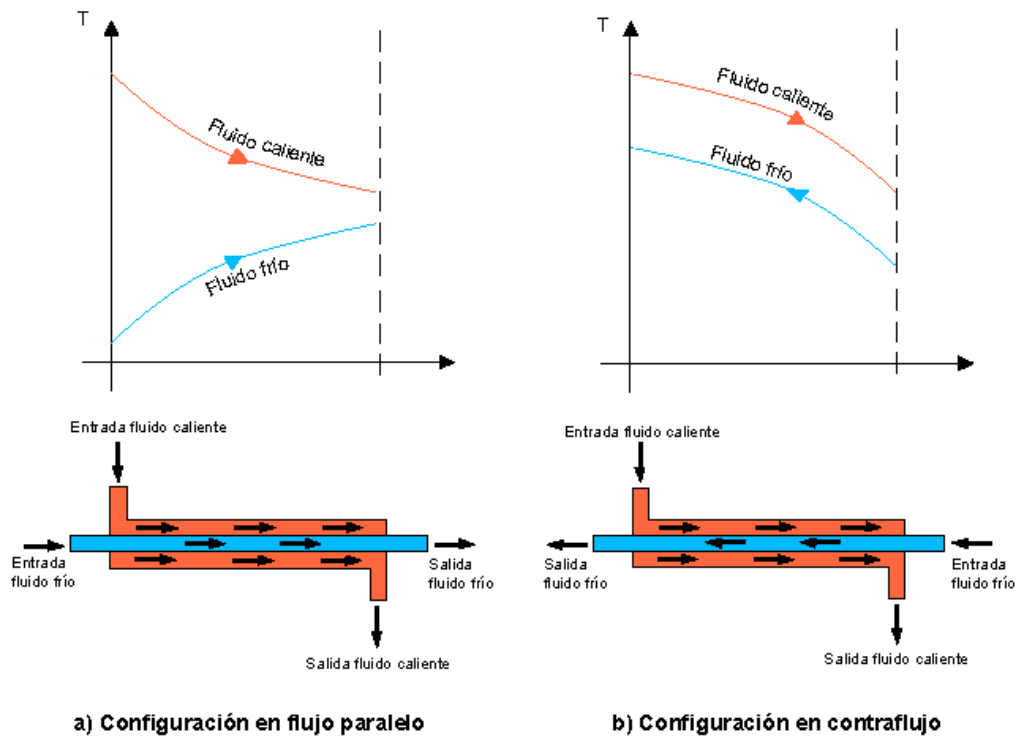 T
Fluido caliente
Fluido frío
T
Fluido caliente
Fluido frío
Entrada fluido caliente
Entrada
fluido frío
Salida
fluido frío
Salida fluido caliente
Entrada fluido caliente
Salida
fluido frío
Entrada
fluido frío
Salida fluido caliente
a) Configuración en flujo paralelo
b) Configuración en contraflujo